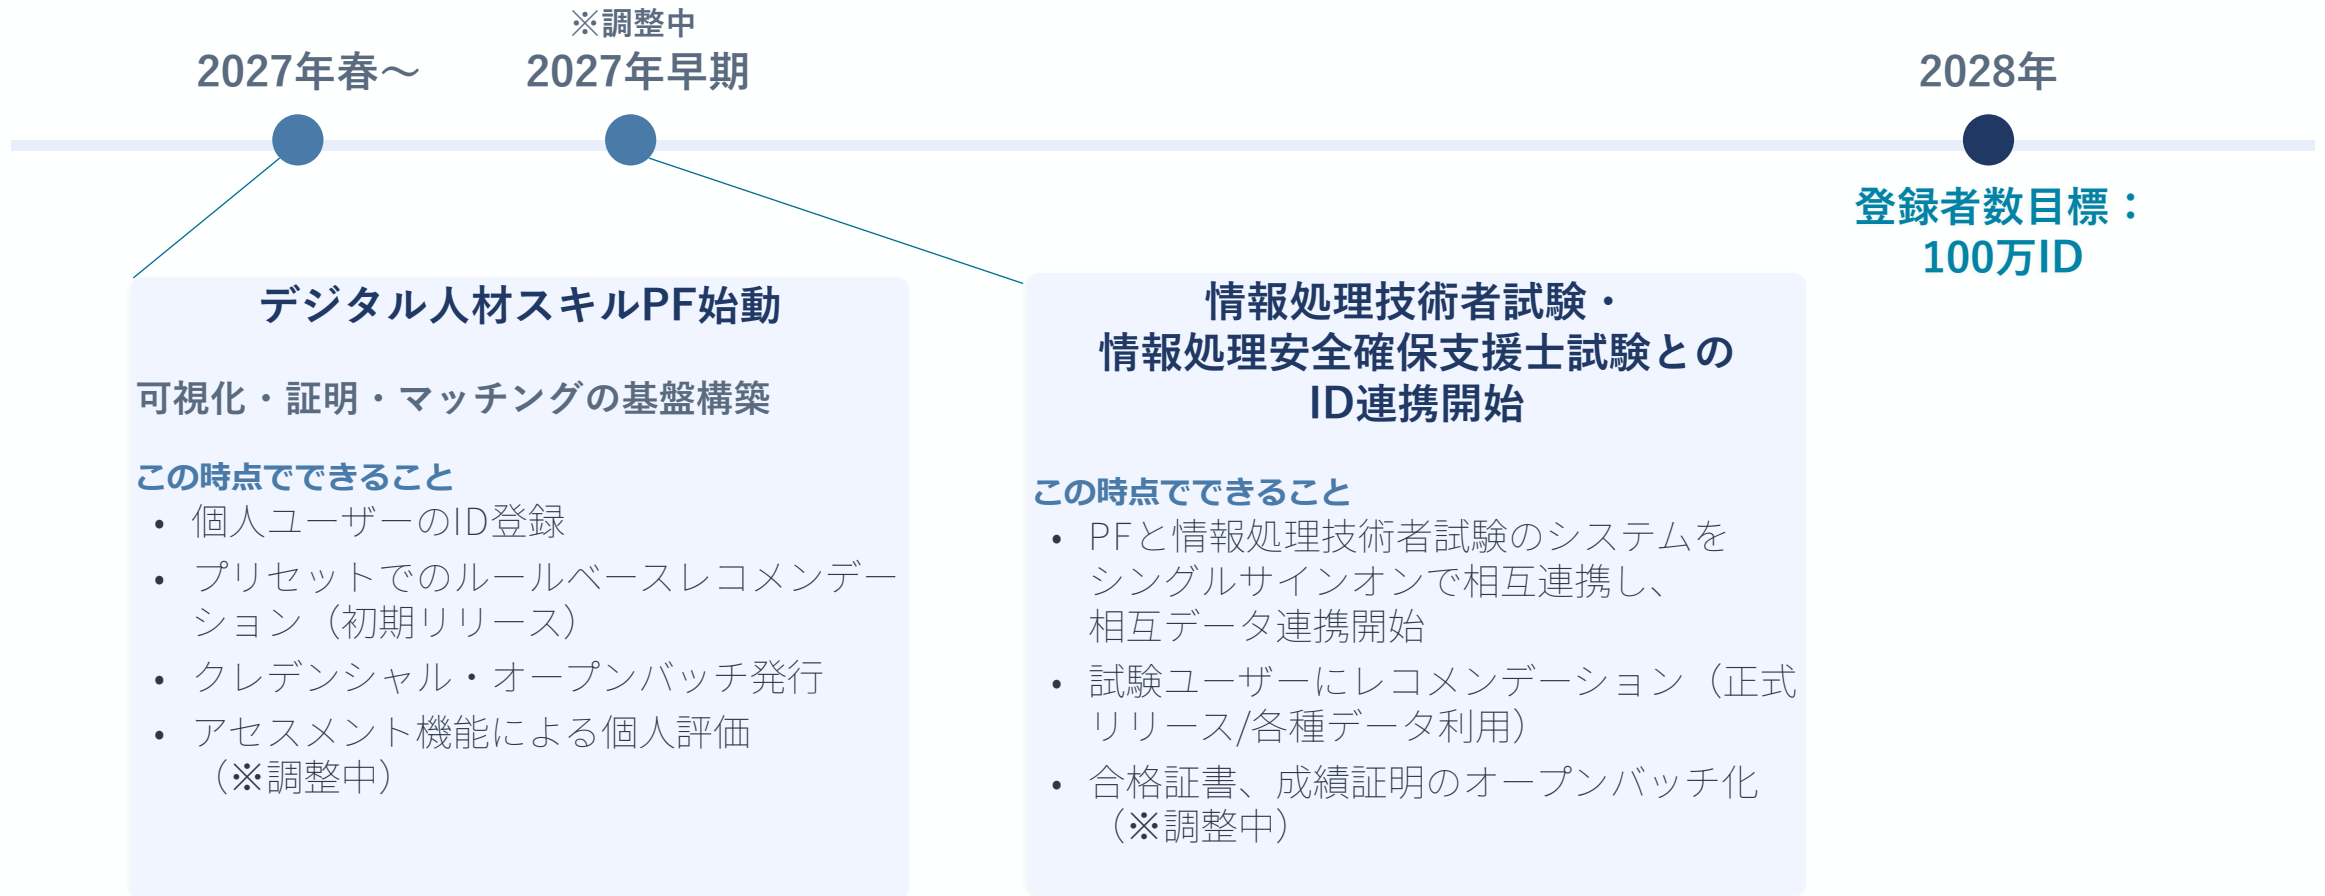 2027年春～
※調整中
2027年早期
2028年
登録者数目標：
100万ID
デジタル人材スキルPF始動
可視化・証明・マッチングの基盤構築
この時点でできること
• 個人ユーザーのID登録
• プリセットでのルールベースレコメンデー
ション（初期リリース）
• クレデンシャル・オープンバッチ発行
• アセスメント機能による個人評価
（※調整中）
情報処理技術者試験・
情報処理安全確保支援士試験との
ID連携開始
この時点でできること
• PFと情報処理技術者試験のシステムを
シングルサインオンで相互連携し、
相互データ連携開始
• 試験ユーザーにレコメンデーション（正式
リリース/各種データ利用）
• 合格証書、成績証明のオープンバッチ化
（※調整中）